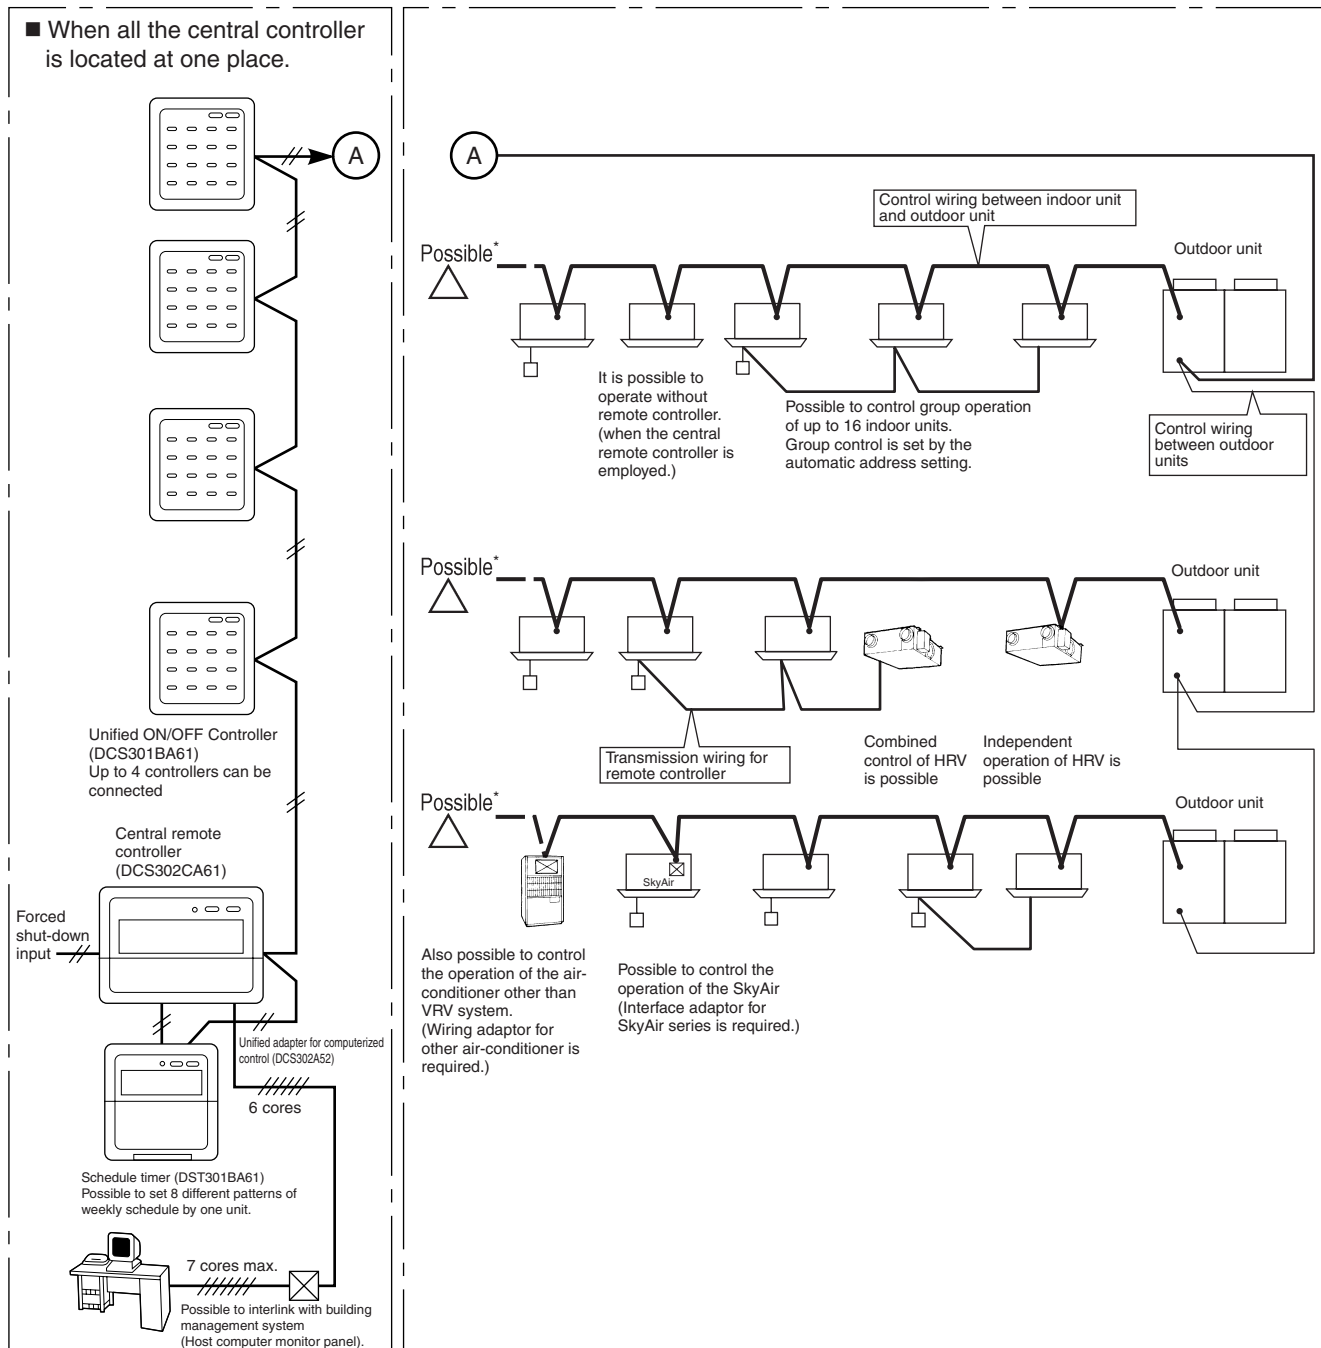 ■ When all the central controller
is located at one place.
A
Unified ON/OFF Controller
(DCS301BA61)
Up to 4 controllers can be
connected
Central remote
controller
(DCS302CA61)
Forced
shut-down
input
Unified adapter for computerized
control (DCS302A52)
6 cores
Schedule timer (DST301BA61)
Possible to set 8 different patterns of
weekly schedule by one unit.
7 cores max.
Possible to interlink with building
management system
(Host computer monitor panel).
A
Control wiring between indoor unit
and outdoor unit
Possible*
Outdoor unit
It is possible to
operate without
remote controller.
(when the central
remote controller is
employed.)
Possible to control group operation
of up to 16 indoor units.
Group control is set by the
automatic address setting.
Control wiring
between outdoor
units
Possible*
Outdoor unit
Transmission wiring for
remote controller
Combined
control of HRV
is possible
Independent
operation of HRV is
possible
Possible*
Outdoor unit
SkyAir
Also possible to control
the operation of the air-
conditioner other than
VRV system.
(Wiring adaptor for
other air-conditioner is
required.)
Possible to control the
operation of the SkyAir
(Interface adaptor for
SkyAir series is required.)